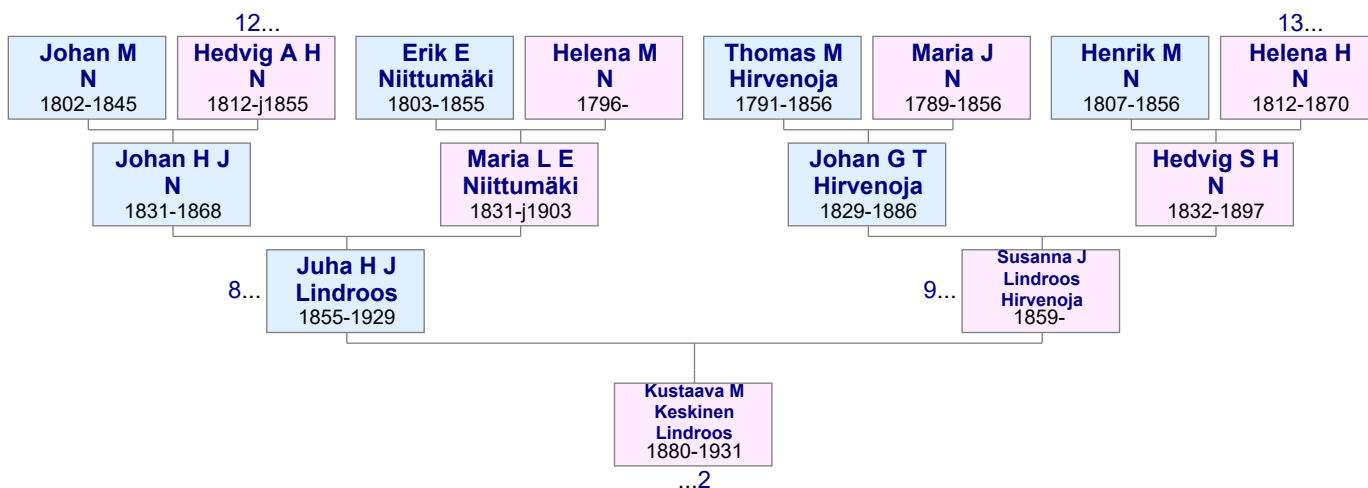 12...
13...
Johan M
N
1802-1845
Hedvig A H
N
1812-j1855
Erik E
Niittumäki
1803-1855
Helena M
N
1796-
Thomas M
Hirvenoja
1791-1856
Maria J
N
1789-1856
Henrik M
N
1807-1856
Helena H
N
1812-1870
Johan H J
N
1831-1868
Maria L E
Niittumäki
1831-j1903
Johan G T
Hirvenoja
1829-1886
Hedvig S H
N
1832-1897
8...
Juha H J
Lindroos
1855-1929
9...
Susanna J
Lindroos
Hirvenoja
1859-
Kustaava M
Keskinen
Lindroos
1880-1931
...2